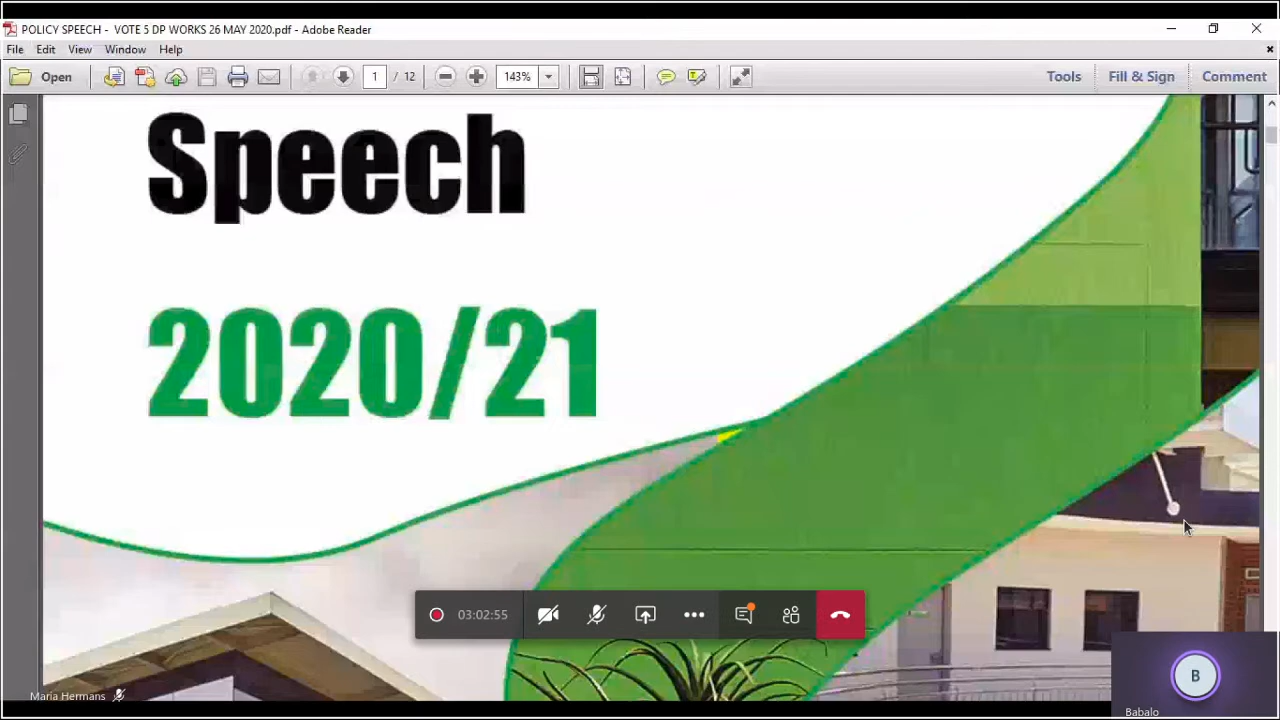 POLICY SPEECH - VOTE 5 DP WORKS 26 MAY 2020.pdf - Adobe Reader
File Edit View Window Help
Open 1 / 12 143% Tools Fill & Sign Comment
Speech
2020/21
03:02:55
B
Maria Hermans
Babalo